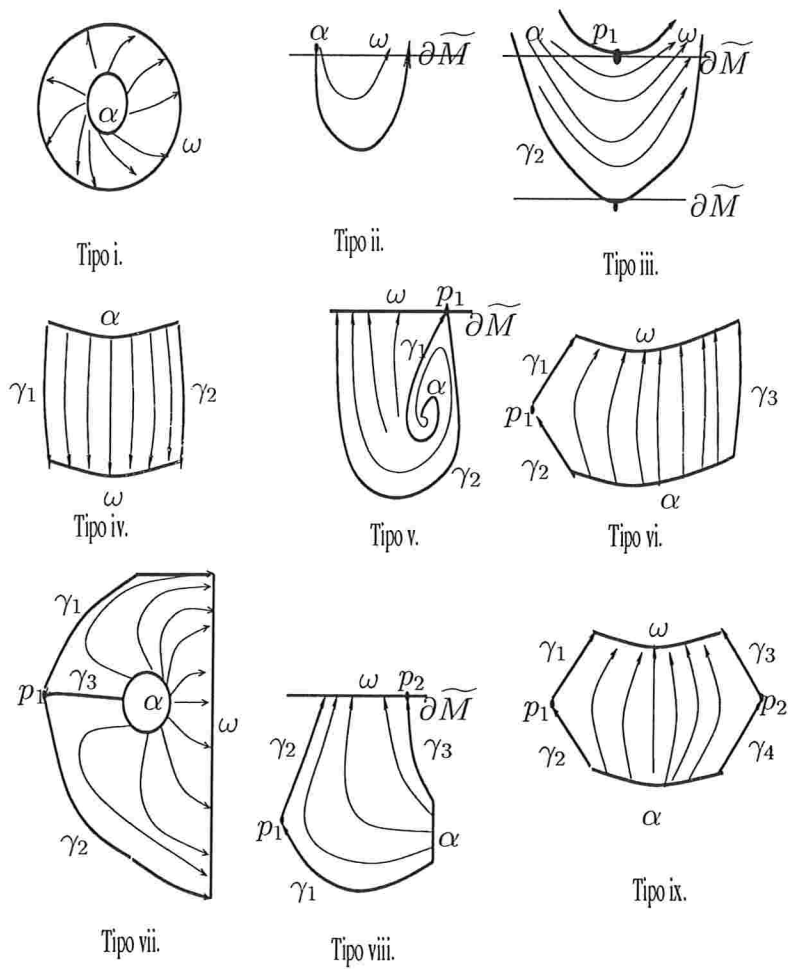 α
ω
Tipo i.
α ω ∂M̃
Tipo ii.
α p₁ ω
∂M̃
γ₂
∂M̃
Tipo iii.
α
γ₁ γ₂
ω
Tipo iv.
ω p₁
∂M̃
γ₁
α
γ₂
Tipo v.
ω
γ₁
γ₃
p₁
γ₂
α
Tipo vi.
γ₁
p₁ γ₃ α
ω
γ₂
Tipo vii.
ω p₂
∂M̃
γ₂ γ₃
p₁
α
γ₁
Tipo viii.
ω
γ₁ γ₃
p₁ p₂
γ₂ γ₄
α
Tipo ix.